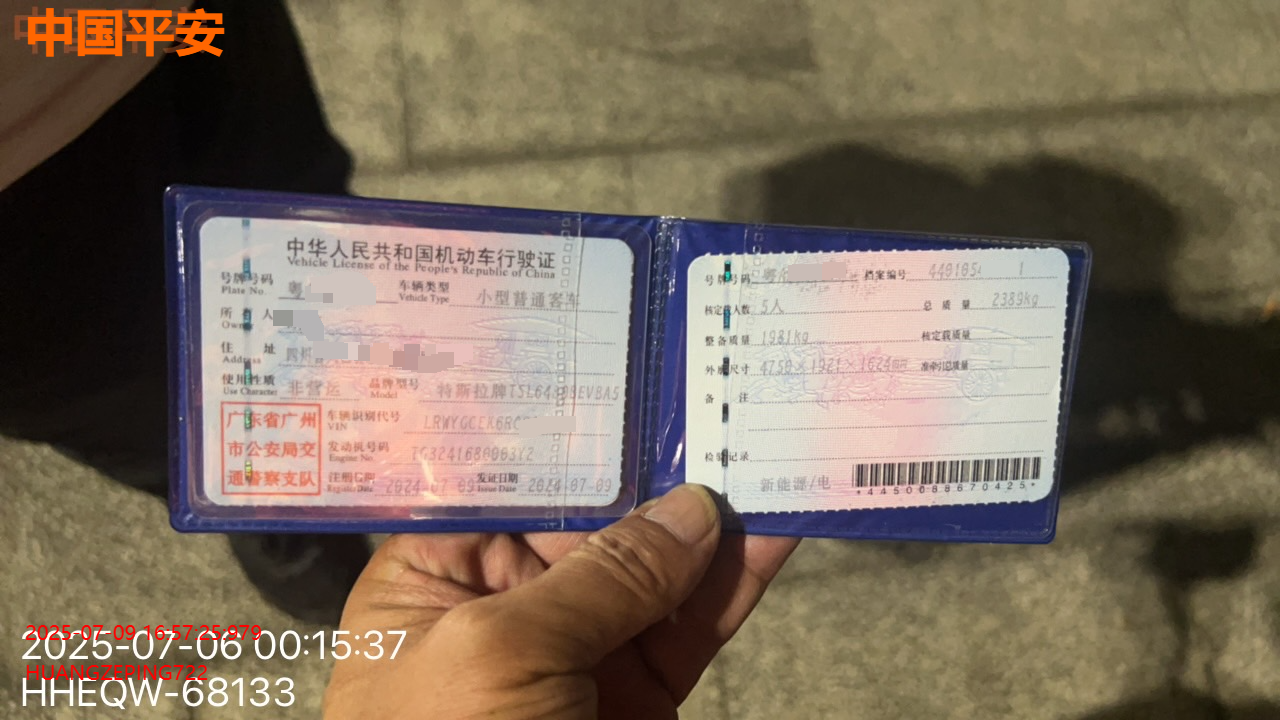 中国平安
中华人民共和国机动车行驶证
Vehicle License of the People's Republic of China
号牌号码 粤 车辆类型 小型普通客车
Plate No. Vehicle Type
所有人
Owner
住址
Address
使用性质 非营运 品牌型号 特斯拉牌
Use Character Model
广东省广州
市公安局交
通警察支队
车辆识别代号 LRWYGCEK6RC
VIN
发动机号码
Engine No.
注册日期 2024-07-09 发证日期 2024-07-09
Register Date Issue Date
号牌号码 粤 档案编号 440105
核定载人数 5人 总质量 2389kg
整备质量 1981kg 核定载质量
外廓尺寸 4750×1921×1624mm 准牵引总质量
备注
检验记录
新能源/电
*4450088670425*
2025-07-09 16:57:25:979
2025-07-06 00:15:37
HUANGZEPING722
HHEQW-68133